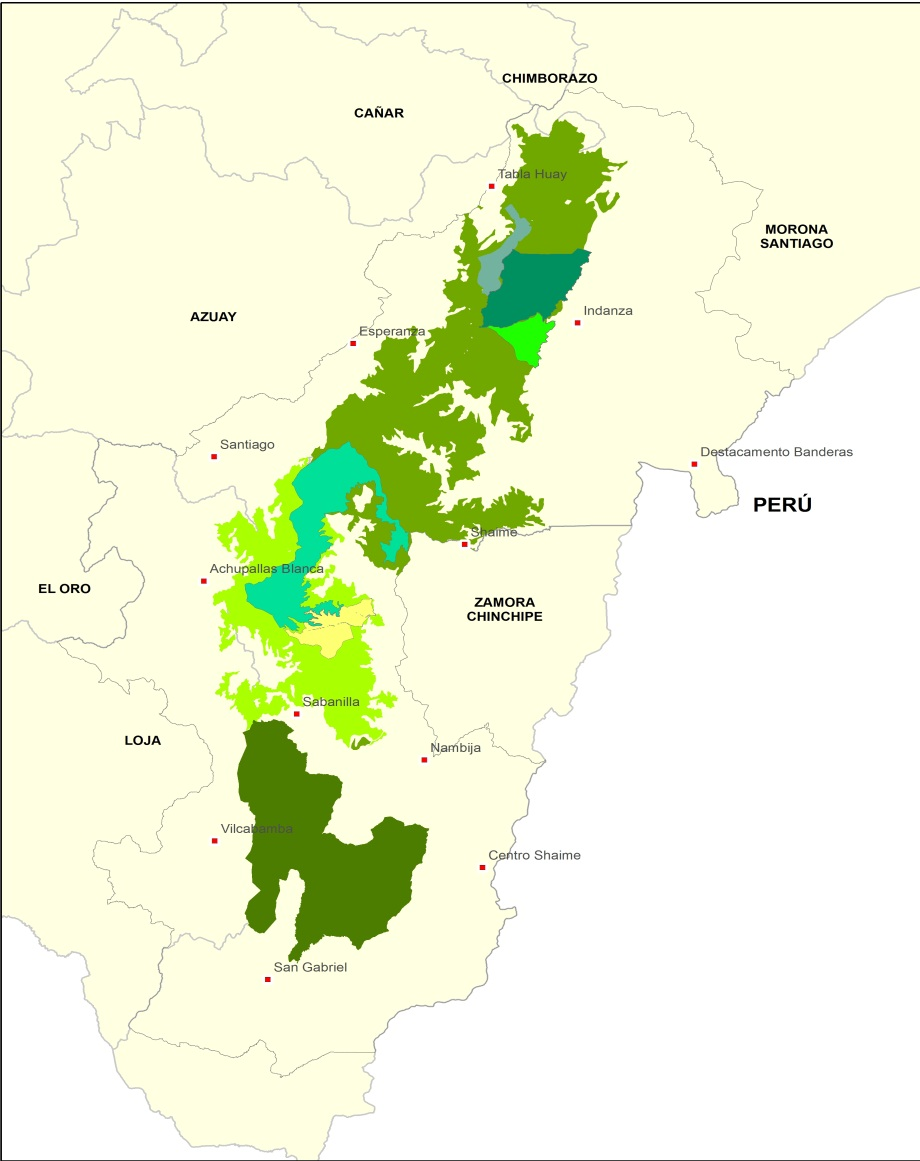 CHIMBORAZO
CAÑAR
Tabla Huay
MORONA
SANTIAGO
AZUAY
Indanza
Esperanza
Santiago
Destacamento Banderas
PERÚ
Shaime
Achupallas Blanca
EL ORO
ZAMORA
CHINCHIPE
Sabanilla
LOJA
Nambija
Vilcabamba
Centro Shaime
San Gabriel